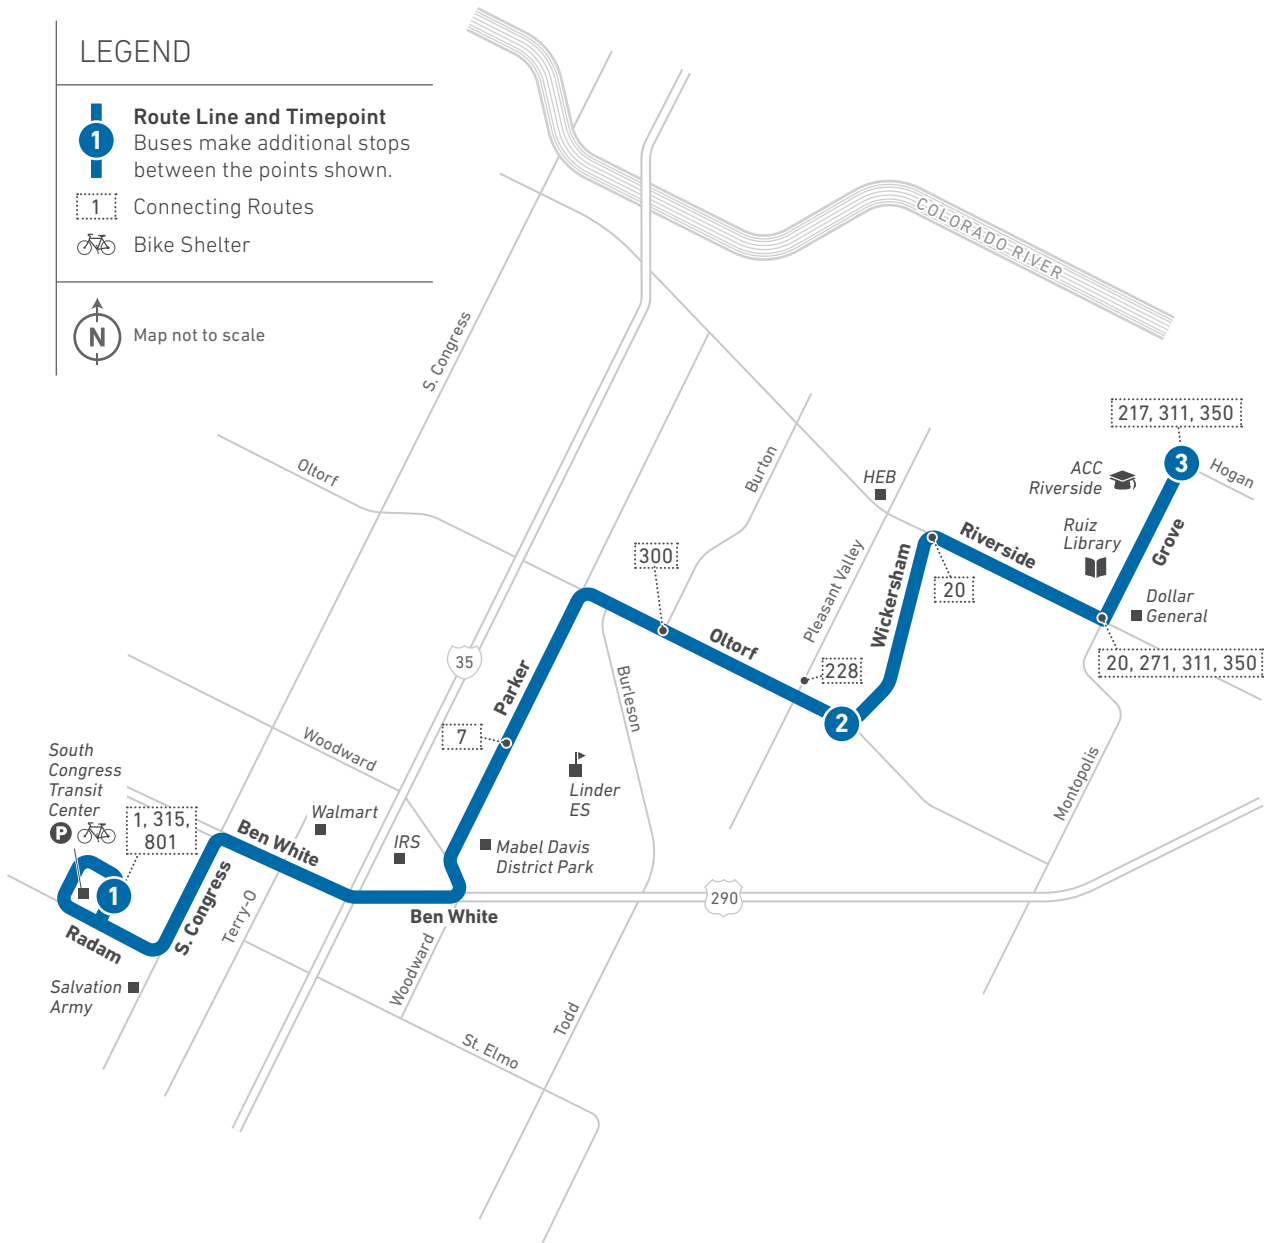 LEGEND
1
Route Line and Timepoint
Buses make additional stops
between the points shown.
1
Connecting Routes
Bike Shelter
N
Map not to scale
COLORADO RIVER
S. Congress
217, 311, 350
3
Hogan
ACC
Riverside
Oltorf
Burton
HEB
Ruiz
Library
Grove
Riverside
300
Pleasant Valley
Wickersham
20
Dollar
General
Oltorf
35
Parker
228
20, 271, 311, 350
Burleson
2
7
Woodward
Linder
ES
Montopolis
South
Congress
Transit
Center
P
1, 315,
801
Walmart
Ben White
IRS
Mabel Davis
District Park
1
S. Congress
Terry-O
290
Ben White
Radam
Woodward
Salvation
Army
Todd
St. Elmo